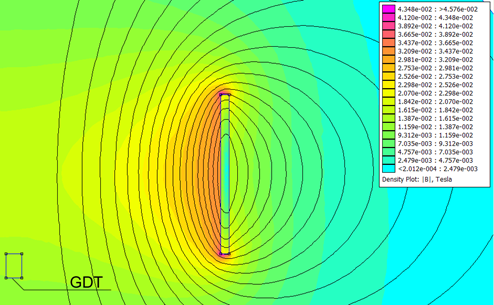 4.348e-002 : >4.576e-002
4.120e-002 : 4.348e-002
3.892e-002 : 4.120e-002
3.665e-002 : 3.892e-002
3.437e-002 : 3.665e-002
3.209e-002 : 3.437e-002
2.981e-002 : 3.209e-002
2.753e-002 : 2.981e-002
2.526e-002 : 2.753e-002
2.298e-002 : 2.526e-002
2.070e-002 : 2.298e-002
1.842e-002 : 2.070e-002
1.615e-002 : 1.842e-002
1.387e-002 : 1.615e-002
1.159e-002 : 1.387e-002
9.312e-003 : 1.159e-002
7.035e-003 : 9.312e-003
4.757e-003 : 7.035e-003
2.479e-003 : 4.757e-003
<2.012e-004 : 2.479e-003
Density Plot: |B|, Tesla
GDT